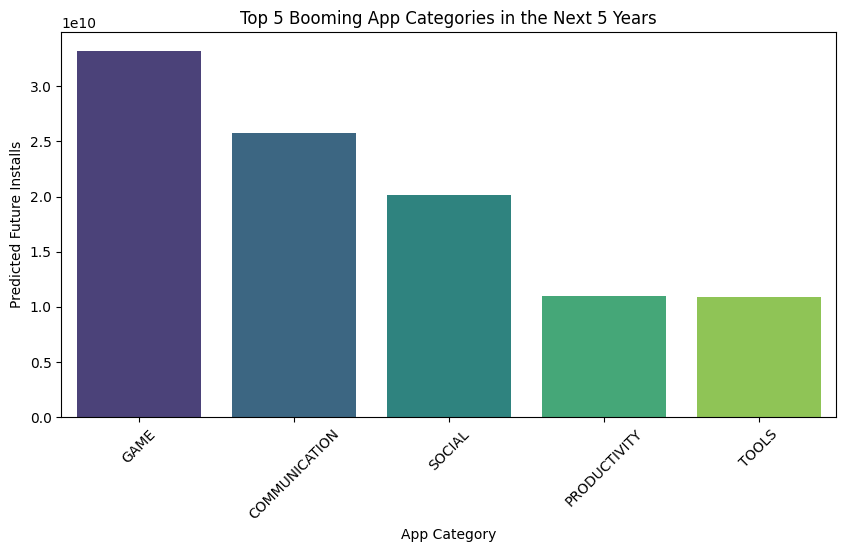 Top 5 Booming App Categories in the Next 5 Years
1e10
3.0
2.5
2.0
1.5
1.0
0.5
0.0
Predicted Future Installs
GAME
COMMUNICATION
SOCIAL
PRODUCTIVITY
TOOLS
App Category